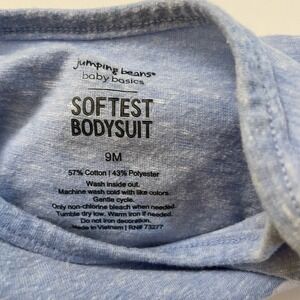 jumping beans®
baby basics
SOFTEST
BODYSUIT
9M
57% Cotton | 43% Polyester
Wash inside out.
Machine wash cold with like colors.
Gentle cycle.
Only non-chlorine bleach when needed.
Tumble dry low. Warm iron if needed.
Do not iron decoration.
Made in Vietnam | RN# 73277